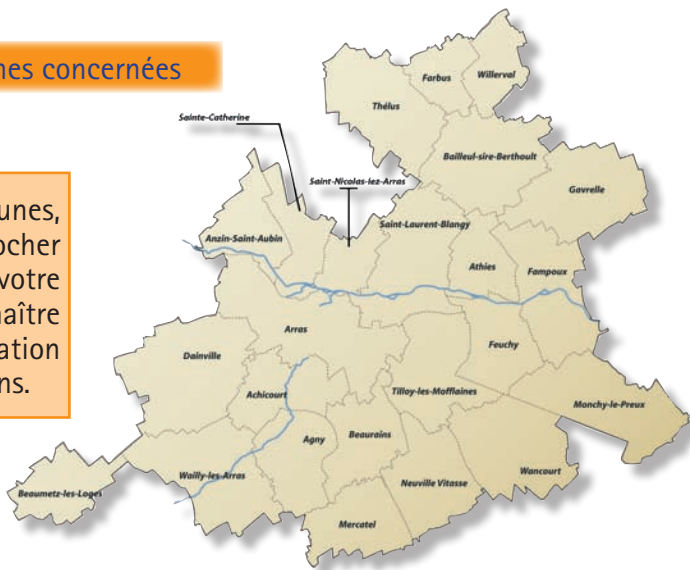 nes concernées
unes,
ocher
votre
naître
ation
ns.
Farbus
Willerval
Thélus
Sainte-Catherine
Bailleul-sire-Berthoult
Saint-Nicolas-lez-Arras
Gavrelle
Saint-Laurent-Blangy
Anzin-Saint-Aubin
Athies
Fampoux
Arras
Feuchy
Dainville
Achicourt
Tilloy-les-Mofflaines
Monchy-le-Preux
Agny
Beaurains
Wailly-les-Arras
Wancourt
Neuville Vitasse
Beaumetz-les-Loges
Mercatel